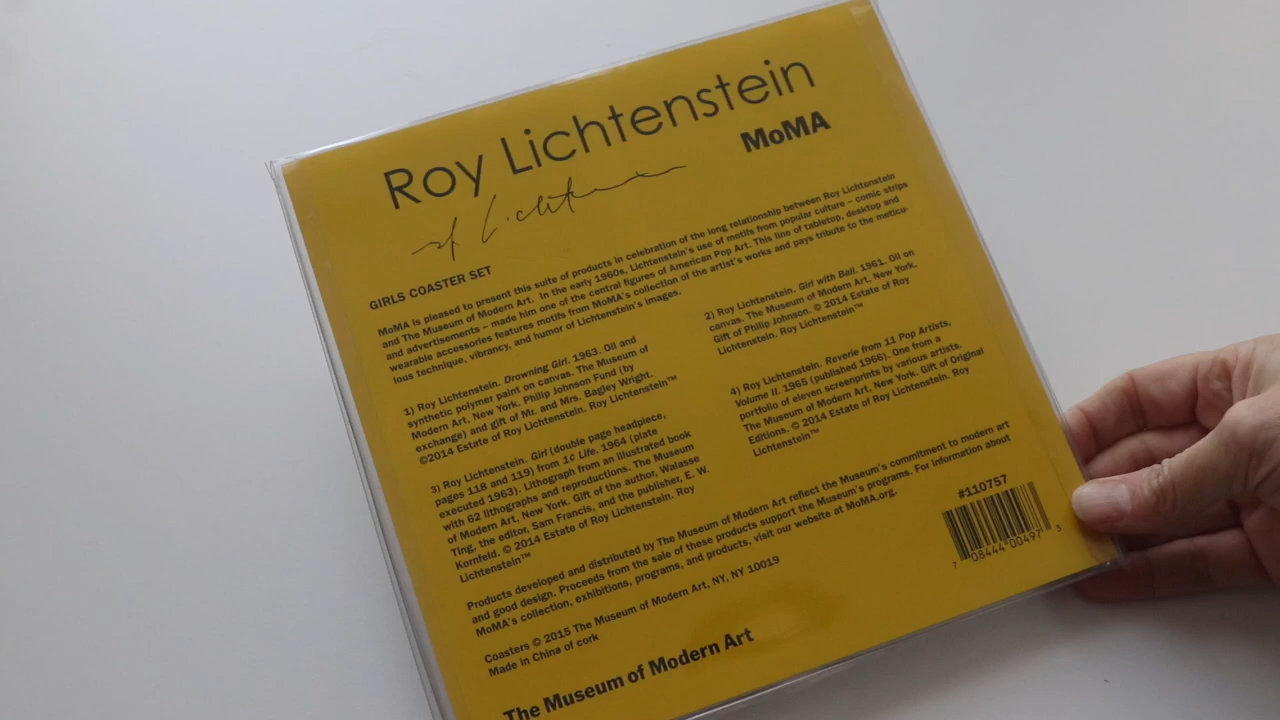 Roy Lichtenstein
MoMA
rf Lichtenstein
GIRLS COASTER SET
MoMA is pleased to present this suite of products in celebration of the long relationship between Roy Lichtenstein
and The Museum of Modern Art. In the early 1960s, Lichtenstein's use of motifs from popular culture – comic strips
and advertisements – made him one of the central figures of American Pop Art. This line of tabletop, desktop and
wearable accessories features motifs from MoMA's collection of the artist's works and pays tribute to the meticu-
lous technique, vibrancy, and humor of Lichtenstein's images.
1) Roy Lichtenstein. Drowning Girl. 1963. Oil and
synthetic polymer paint on canvas. The Museum of
Modern Art, New York. Philip Johnson Fund (by
exchange) and gift of Mr. and Mrs. Bagley Wright.
©2014 Estate of Roy Lichtenstein. Roy Lichtenstein™
2) Roy Lichtenstein. Girl with Ball. 1961. Oil on
canvas. The Museum of Modern Art, New York.
Gift of Philip Johnson. © 2014 Estate of Roy
Lichtenstein. Roy Lichtenstein™
3) Roy Lichtenstein. Girl (double page headpiece,
pages 118 and 119) from 1¢ Life. 1964 (plate
executed 1963). Lithograph from an illustrated book
with 62 lithographs and reproductions. The Museum
of Modern Art, New York. Gift of the author, Walasse
Ting, the editor, Sam Francis, and the publisher, E. W.
Kornfeld. © 2014 Estate of Roy Lichtenstein. Roy
Lichtenstein™
4) Roy Lichtenstein. Reverie from 11 Pop Artists,
Volume II. 1965 (published 1966). One from a
portfolio of eleven screenprints by various artists.
The Museum of Modern Art, New York. Gift of Original
Editions. © 2014 Estate of Roy Lichtenstein. Roy
Lichtenstein™
Products developed and distributed by The Museum of Modern Art reflect the Museum's commitment to modern art
and good design. Proceeds from the sale of these products support the Museum's programs. For information about
MoMA's collection, exhibitions, programs, and products, visit our website at MoMA.org.
#110757
7 08444 00497 3
Coasters © 2015 The Museum of Modern Art, NY, NY 10019
Made in China of cork
The Museum of Modern Art